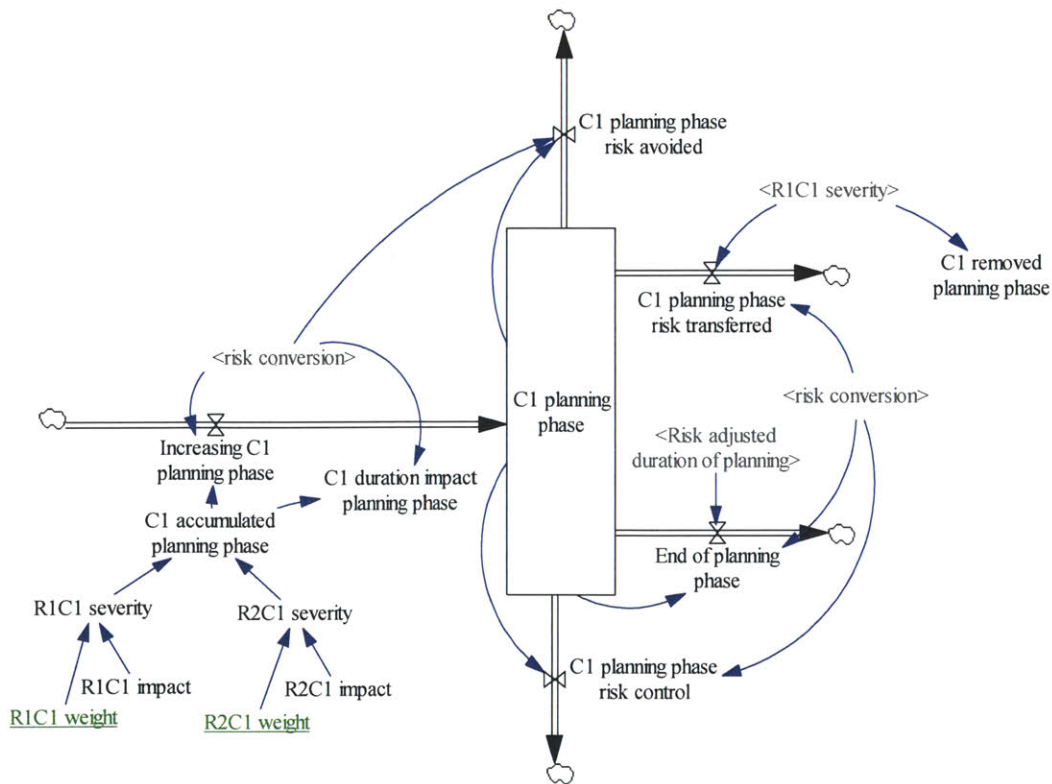 C1 planning phase
risk avoided
<R1C1 severity>
C1 removed
planning phase
C1 planning phase
risk transferred
<risk conversion>
C1 planning
phase
<risk conversion>
<Risk adjusted
duration of planning>
Increasing C1
planning phase
C1 duration impact
planning phase
C1 accumulated
planning phase
End of planning
phase
R1C1 severity
R2C1 severity
R1C1 impact
R2C1 impact
R1C1 weight
R2C1 weight
C1 planning phase
risk control